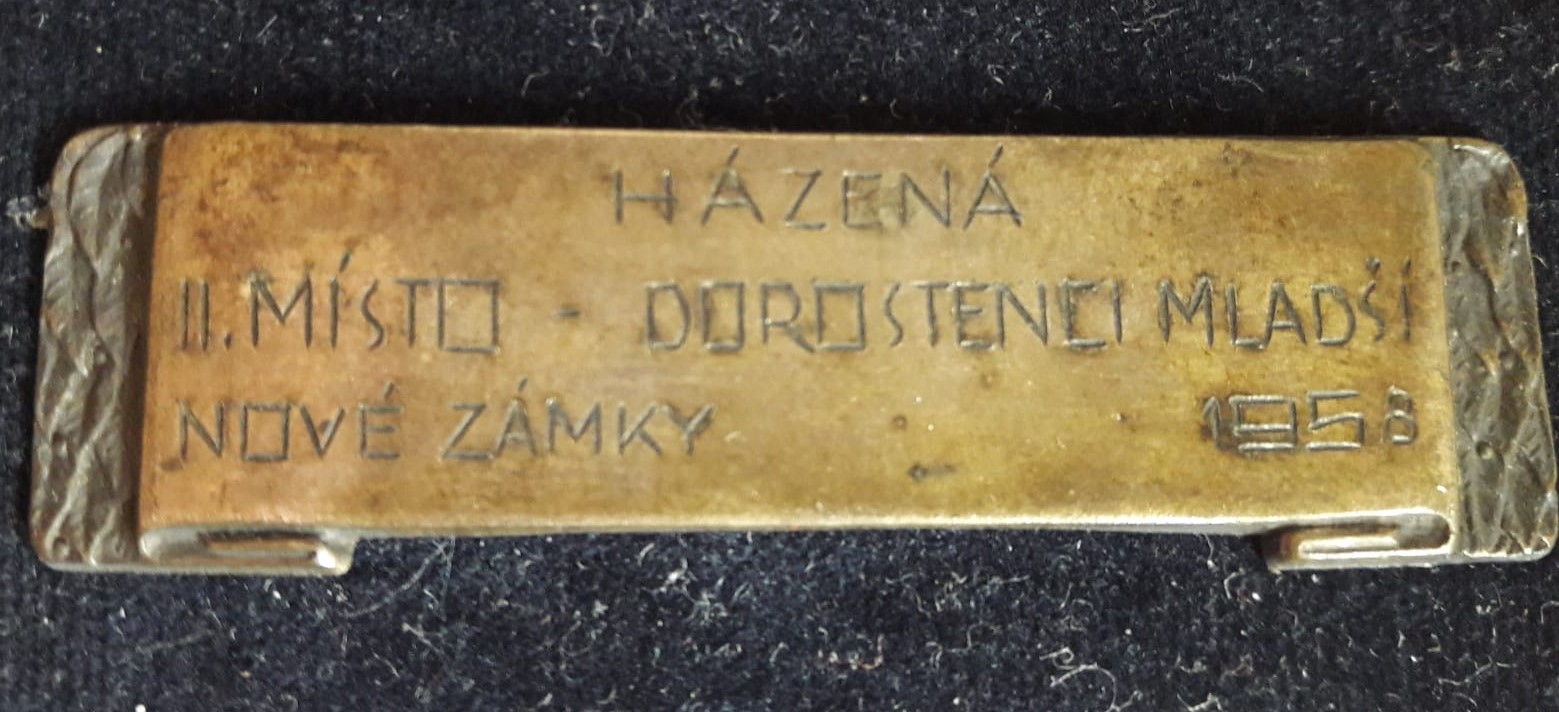 HÁZENÁ
II. MÍSTO - DOROSTENCI MLADŠÍ
NOVÉ ZÁMKY 1958